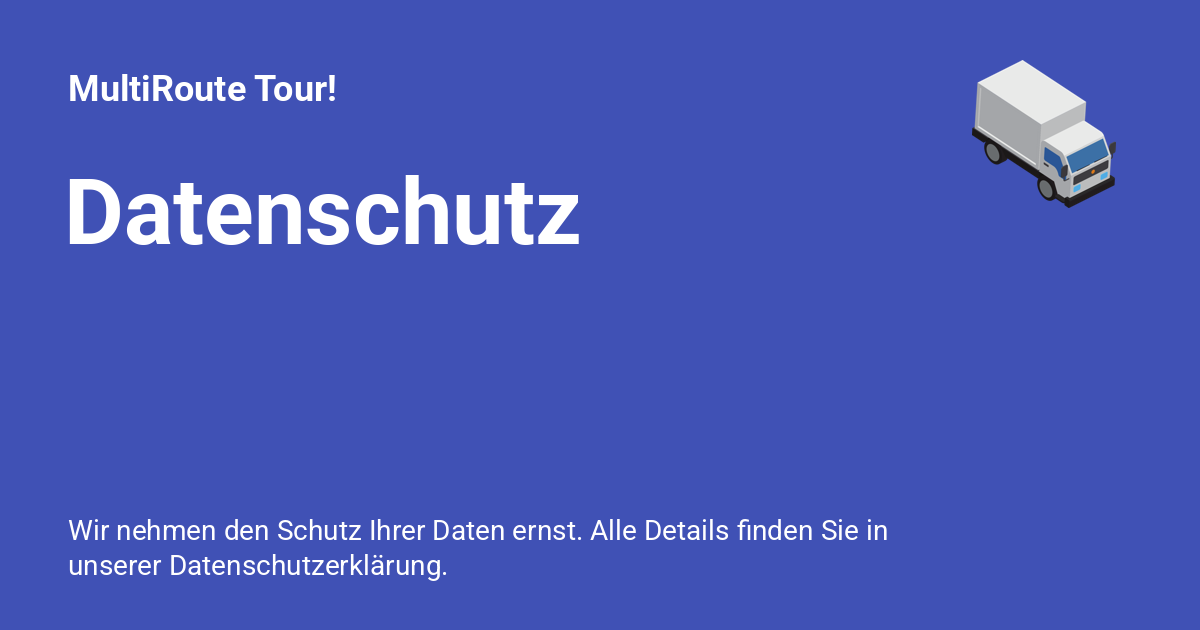 MultiRoute Tour!
Datenschutz
Wir nehmen den Schutz Ihrer Daten ernst. Alle Details finden Sie in
unserer Datenschutzerklärung.